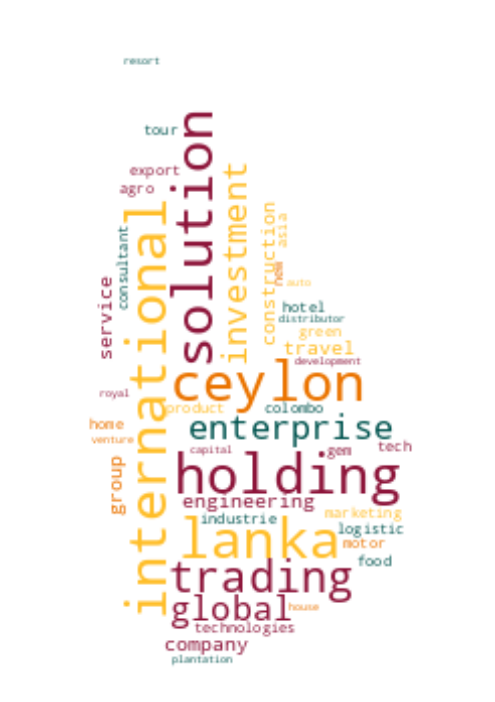 resort
tour
solution
export
agro
investment
international
construction
asia
consultant
new
service
auto
hotel
distributor
green
travel
development
ceylon
royal
product
colombo
home
enterprise
venture
tech
capital
gem
group
holding
engineering
marketing
industrie
logistic
lanka
motor
food
trading
global
house
technologies
company
plantation